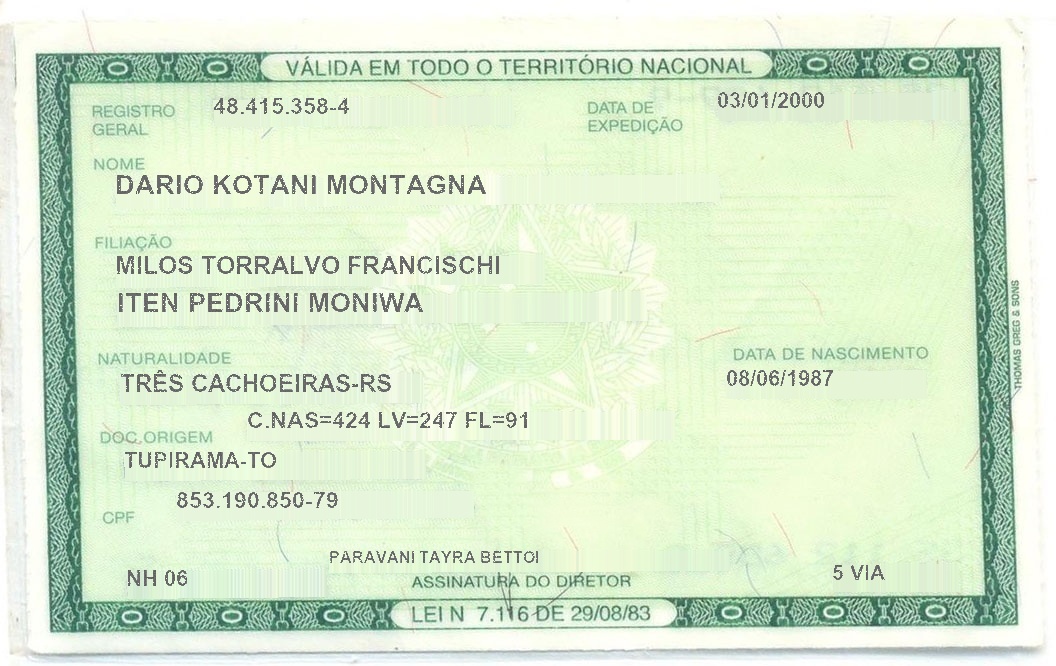 VÁLIDA EM TODO O TERRITÓRIO NACIONAL
REGISTRO GERAL 48.415.358-4 DATA DE EXPEDIÇÃO 03/01/2000
NOME
DARIO KOTANI MONTAGNA
FILIAÇÃO
MILOS TORRALVO FRANCISCHI
ITEN PEDRINI MONIWA
NATURALIDADE DATA DE NASCIMENTO
TRÊS CACHOEIRAS-RS 08/06/1987
C.NAS=424 LV=247 FL=91
DOC.ORIGEM
TUPIRAMA-TO
853.190.850-79
CPF
PARAVANI TAYRA BETTOI
NH 06 ASSINATURA DO DIRETOR 5 VIA
LEI N 7.116 DE 29/08/83
THOMAS GREG & SONS